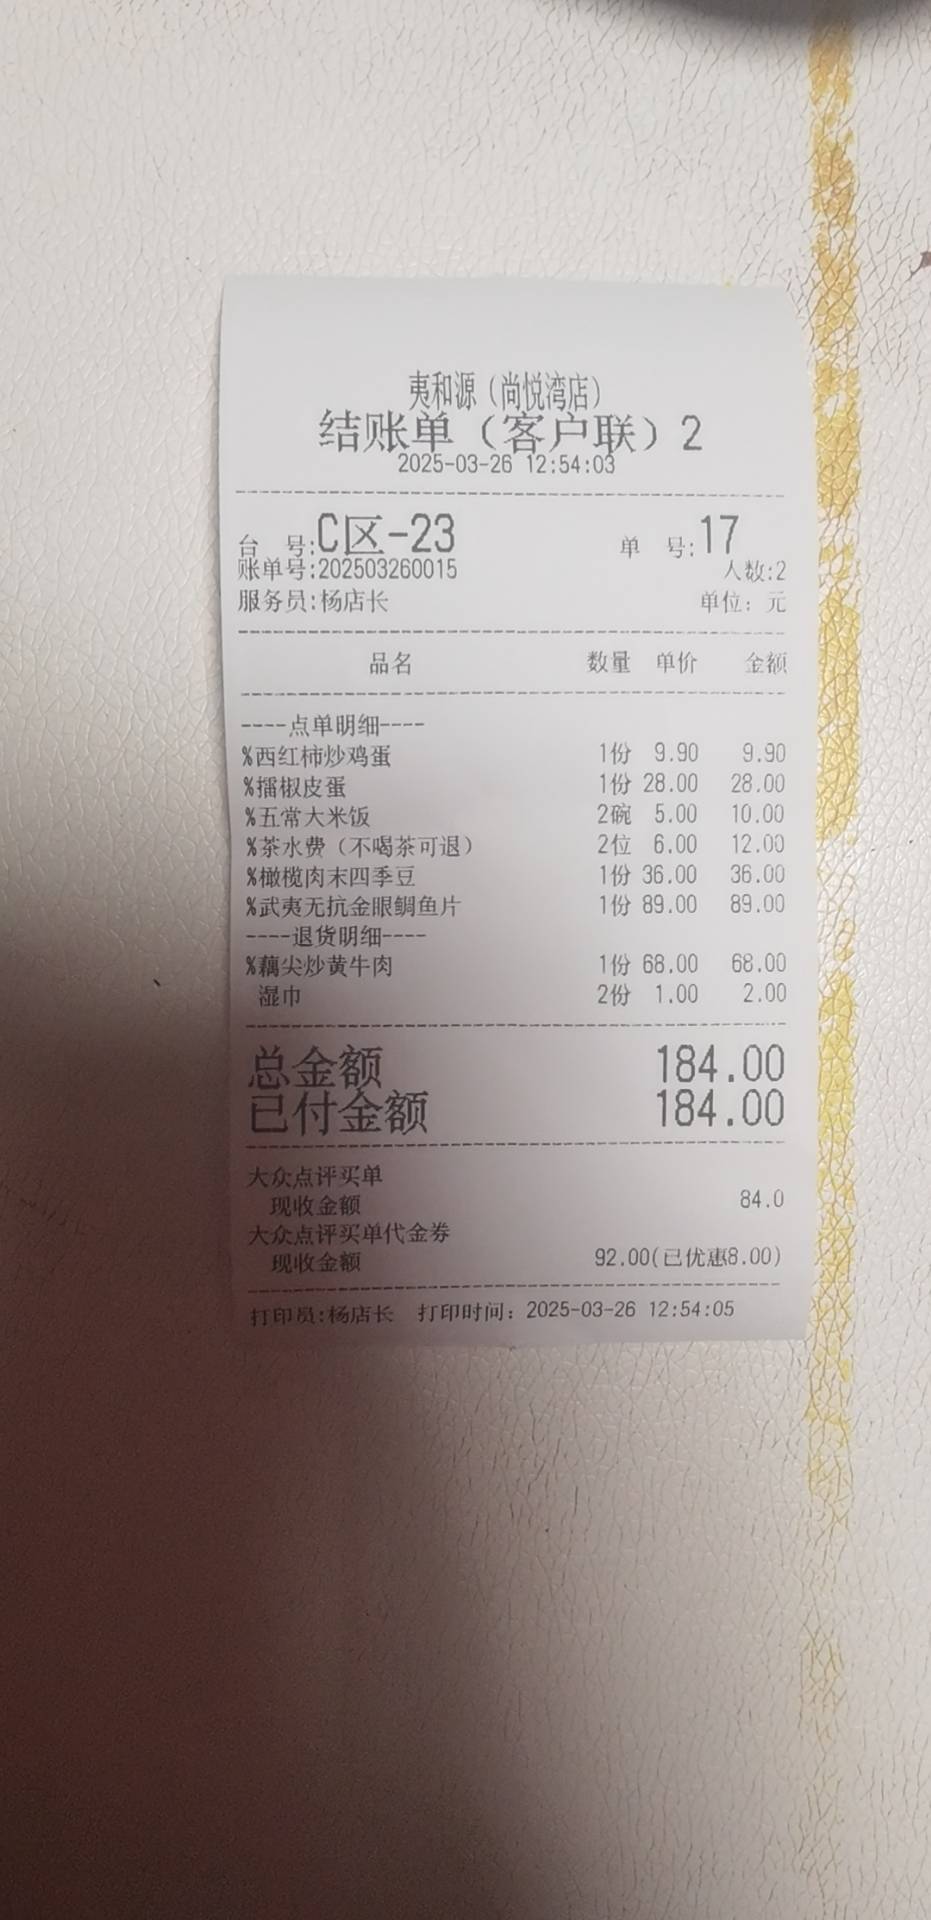 夷和源（尚悦湾店）
结账单（客户联）2
2025-03-26 12:54:03
台 号:C区-23 单 号:17
账单号:202503260015 人数:2
服务员:杨店长 单位：元
品名 数量 单价 金额
----点单明细----
%西红柿炒鸡蛋 1份 9.90 9.90
%擂椒皮蛋 1份 28.00 28.00
%五常大米饭 2碗 5.00 10.00
%茶水费（不喝茶可退） 2位 6.00 12.00
%橄榄肉末四季豆 1份 36.00 36.00
%武夷无抗金眼鲷鱼片 1份 89.00 89.00
----退货明细----
%藕尖炒黄牛肉 1份 68.00 68.00
湿巾 2份 1.00 2.00
总金额 184.00
已付金额 184.00
大众点评买单
现收金额 84.0
大众点评买单代金券
现收金额 92.00(已优惠8.00)
打印员:杨店长 打印时间：2025-03-26 12:54:05